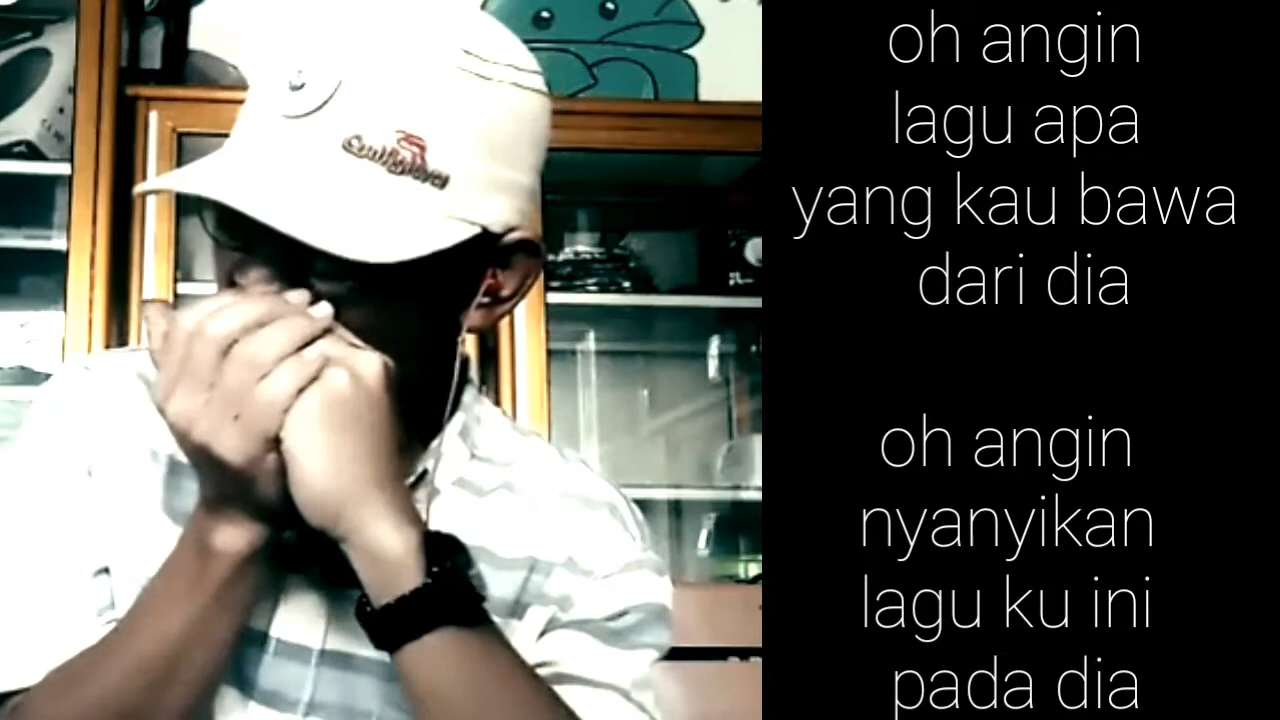 oh angin
lagu apa
yang kau bawa
dari dia
oh angin
nyanyikan
lagu ku ini
pada dia